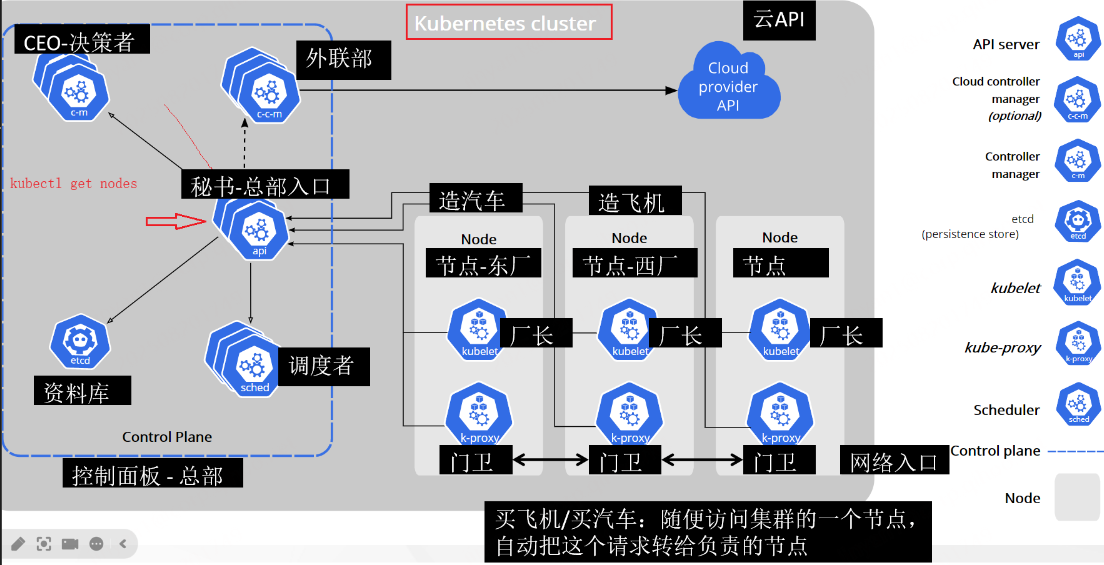 Kubernetes cluster
云API
CEO-决策者
外联部
c-m
c-c-m
Cloud
provider
API
kubectl get nodes
秘书-总部入口
api
造汽车
造飞机
Node
节点-东厂
Node
节点-西厂
Node
节点
kubelet
厂长
kubelet
厂长
kubelet
厂长
etcd
资料库
sched
调度者
k-proxy
k-proxy
k-proxy
门卫
门卫
门卫
网络入口
Control Plane
控制面板 - 总部
买飞机/买汽车：随便访问集群的一个节点，
自动把这个请求转给负责的节点
API server
api
Cloud controller
manager
(optional)
c-c-m
Controller
manager
c-m
etcd
(persistence store)
etcd
kubelet
kubelet
kube-proxy
k-proxy
Scheduler
sched
Control plane
Node